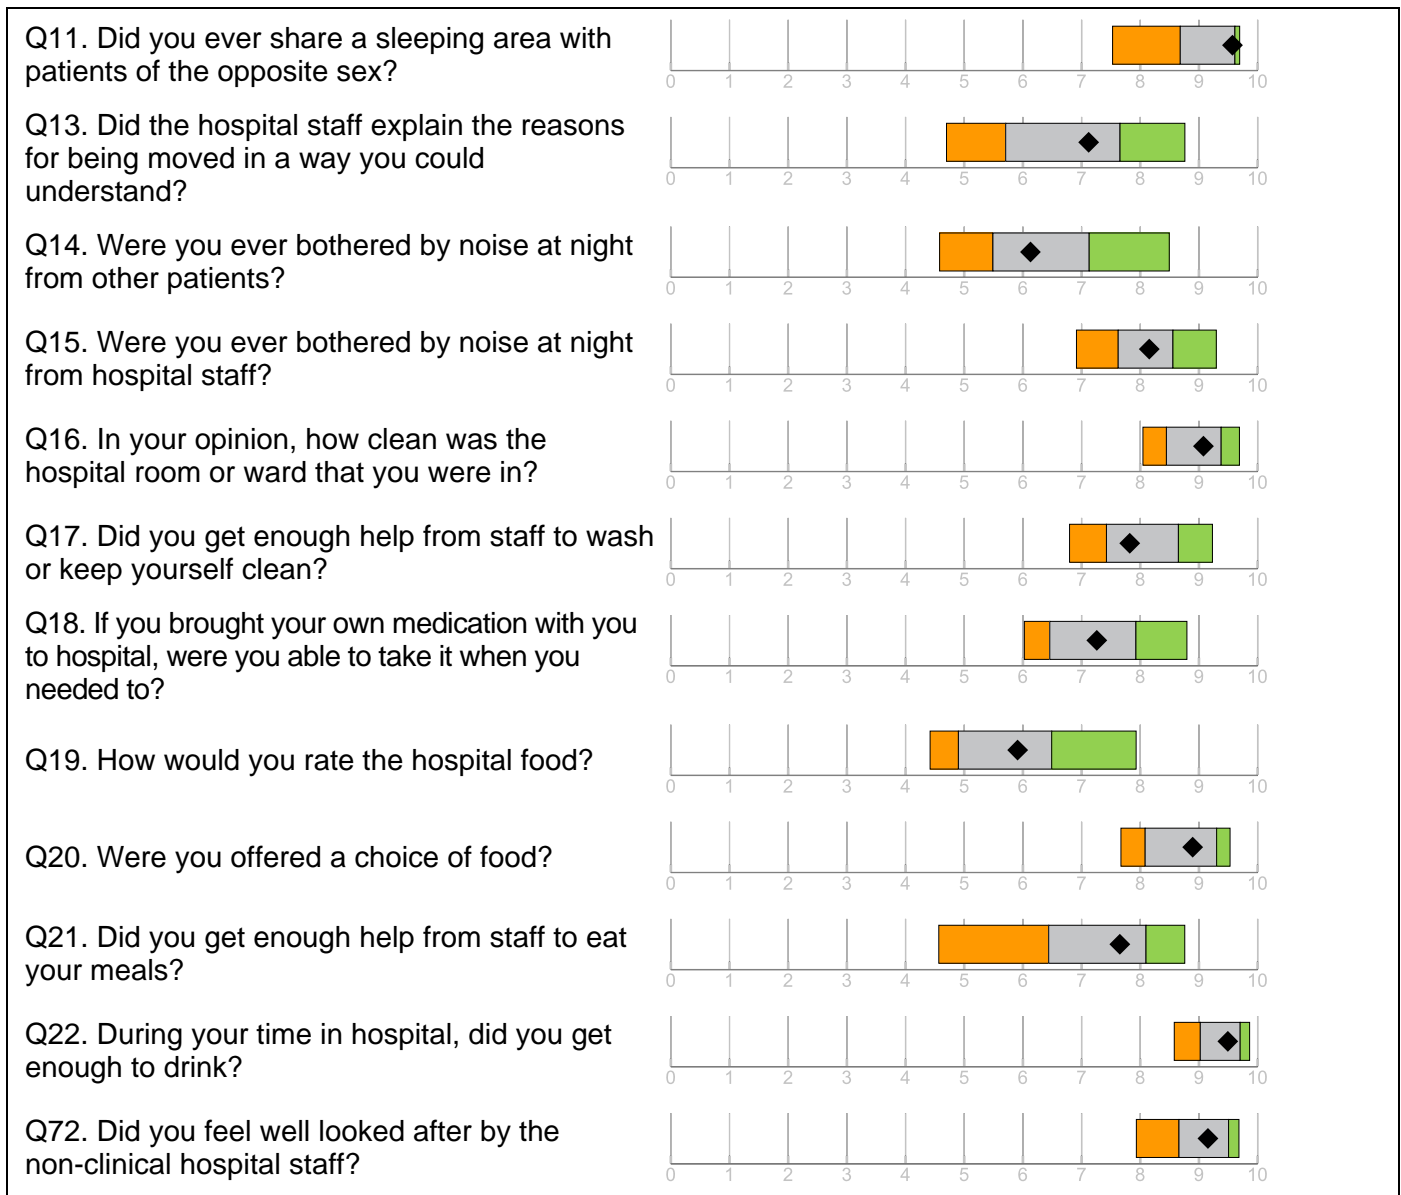 Q11. Did you ever share a sleeping area with
patients of the opposite sex?
0 1 2 3 4 5 6 7 8 9 10
Q13. Did the hospital staff explain the reasons
for being moved in a way you could
understand?
0 1 2 3 4 5 6 7 8 9 10
Q14. Were you ever bothered by noise at night
from other patients?
0 1 2 3 4 5 6 7 8 9 10
Q15. Were you ever bothered by noise at night
from hospital staff?
0 1 2 3 4 5 6 7 8 9 10
Q16. In your opinion, how clean was the
hospital room or ward that you were in?
0 1 2 3 4 5 6 7 8 9 10
Q17. Did you get enough help from staff to wash
or keep yourself clean?
0 1 2 3 4 5 6 7 8 9 10
Q18. If you brought your own medication with you
to hospital, were you able to take it when you
needed to?
0 1 2 3 4 5 6 7 8 9 10
Q19. How would you rate the hospital food?
0 1 2 3 4 5 6 7 8 9 10
Q20. Were you offered a choice of food?
0 1 2 3 4 5 6 7 8 9 10
Q21. Did you get enough help from staff to eat
your meals?
0 1 2 3 4 5 6 7 8 9 10
Q22. During your time in hospital, did you get
enough to drink?
0 1 2 3 4 5 6 7 8 9 10
Q72. Did you feel well looked after by the
non-clinical hospital staff?
0 1 2 3 4 5 6 7 8 9 10